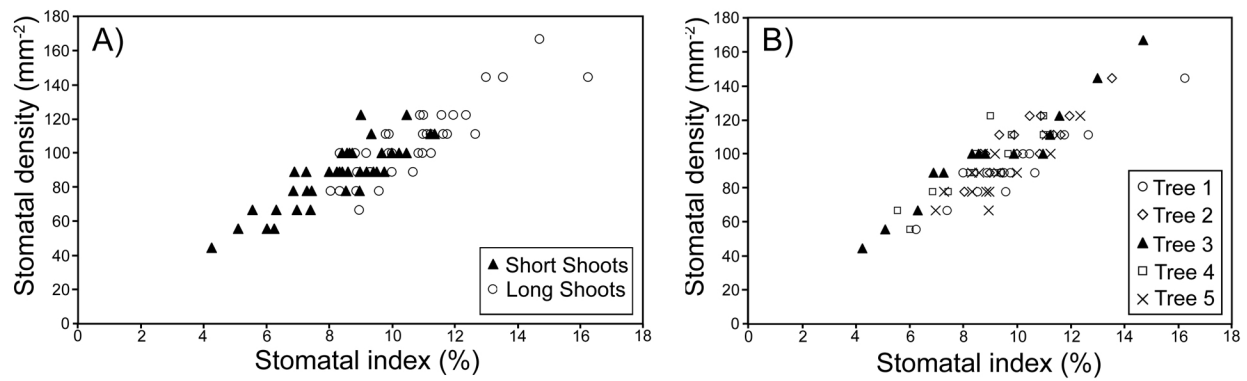 A)
Stomatal density (mm-2)
180
160
140
120
100
80
60
40
20
0
0 2 4 6 8 10 12 14 16 18
Stomatal index (%)
Short Shoots
Long Shoots
B)
Stomatal density (mm-2)
180
160
140
120
100
80
60
40
20
0
0 2 4 6 8 10 12 14 16 18
Stomatal index (%)
Tree 1
Tree 2
Tree 3
Tree 4
Tree 5